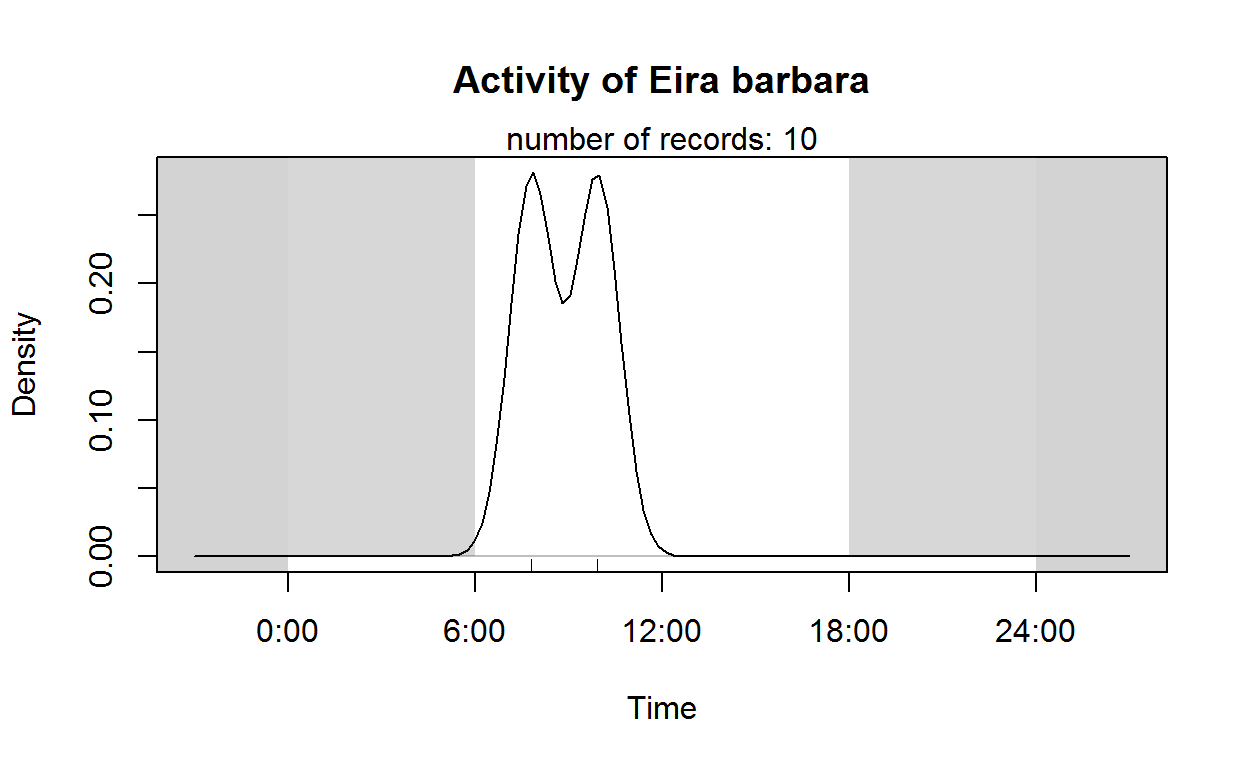 Activity of Eira barbara
number of records: 10
Density
0.20
0.10
0.00
0:00 6:00 12:00 18:00 24:00
Time